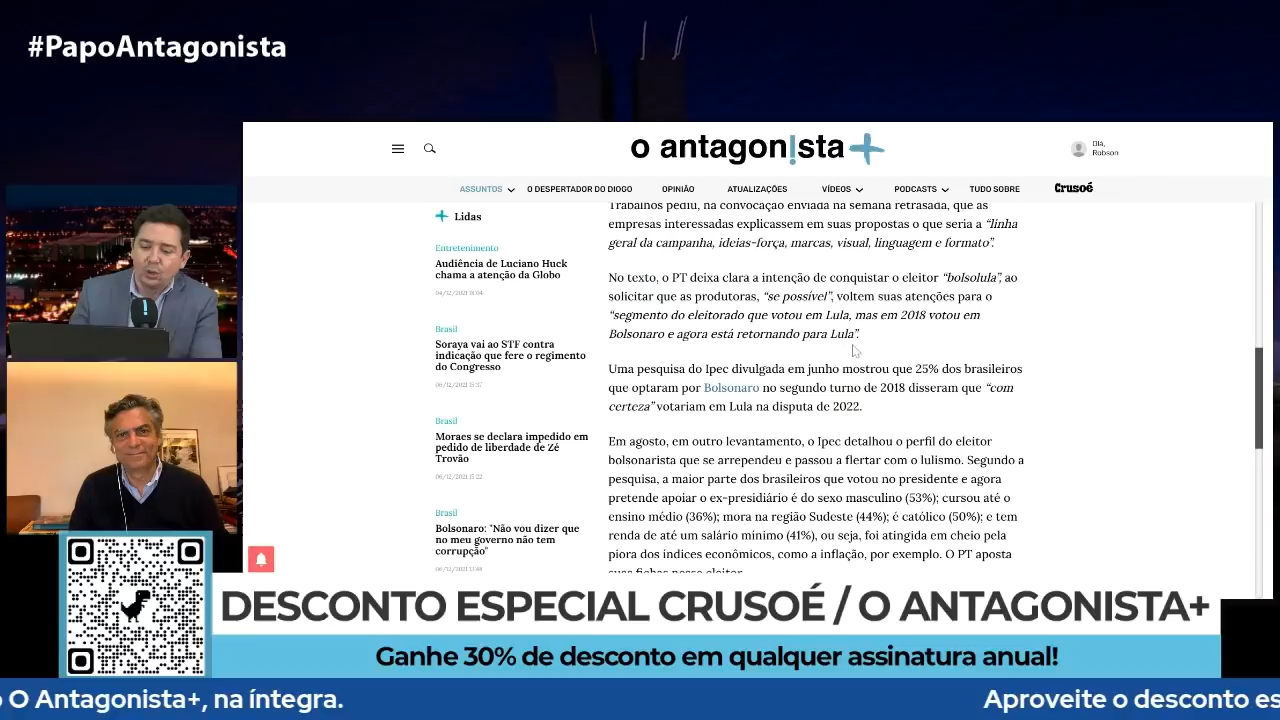 #PapoAntagonista
o antagon!sta+
Olá,
Robson
ASSUNTOS
O DESPERTADOR DO DIOGO
OPINIÃO
ATUALIZAÇÕES
VÍDEOS
PODCASTS
TUDO SOBRE
Crusoé
+ Lidas
Entretenimento
Audiência de Luciano Huck
chama a atenção da Globo
Brasil
Soraya vai ao STF contra
indicação que fere o regimento
do Congresso
Brasil
Moraes se declara impedido em
pedido de liberdade de Zé
Trovão
06/12/2021 15:22
Brasil
Bolsonaro: "Não vou dizer que
no meu governo não tem
corrupção"
Trabalhos pediu, na convocação enviada na semana retrasada, que as
empresas interessadas explicassem em suas propostas o que seria a “linha
geral da campanha, ideias-força, marcas, visual, linguagem e formato”.
No texto, o PT deixa clara a intenção de conquistar o eleitor “bolsolula”, ao
solicitar que as produtoras, “se possível”, voltem suas atenções para o
“segmento do eleitorado que votou em Lula, mas em 2018 votou em
Bolsonaro e agora está retornando para Lula”.
Uma pesquisa do Ipec divulgada em junho mostrou que 25% dos brasileiros
que optaram por Bolsonaro no segundo turno de 2018 disseram que “com
certeza” votariam em Lula na disputa de 2022.
Em agosto, em outro levantamento, o Ipec detalhou o perfil do eleitor
bolsonarista que se arrependeu e passou a flertar com o lulismo. Segundo a
pesquisa, a maior parte dos brasileiros que votou no presidente e agora
pretende apoiar o ex-presidiário é do sexo masculino (53%); cursou até o
ensino médio (36%); mora na região Sudeste (44%); é católico (50%); e tem
renda de até um salário mínimo (41%), ou seja, foi atingida em cheio pela
piora dos índices econômicos, como a inflação, por exemplo. O PT aposta
suas fichas nesse eleitor
DESCONTO ESPECIAL CRUSOÉ / O ANTAGONISTA+
Ganhe 30% de desconto em qualquer assinatura anual!
o O Antagonista+, na íntegra.
Aproveite o desconto es